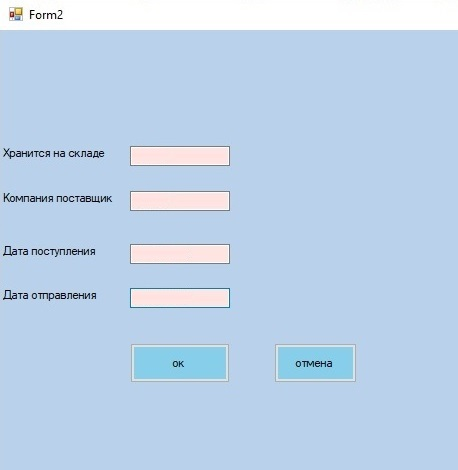 Form2
Хранится на складе
Компания поставщик
Дата поступления
Дата отправления
ок
отмена